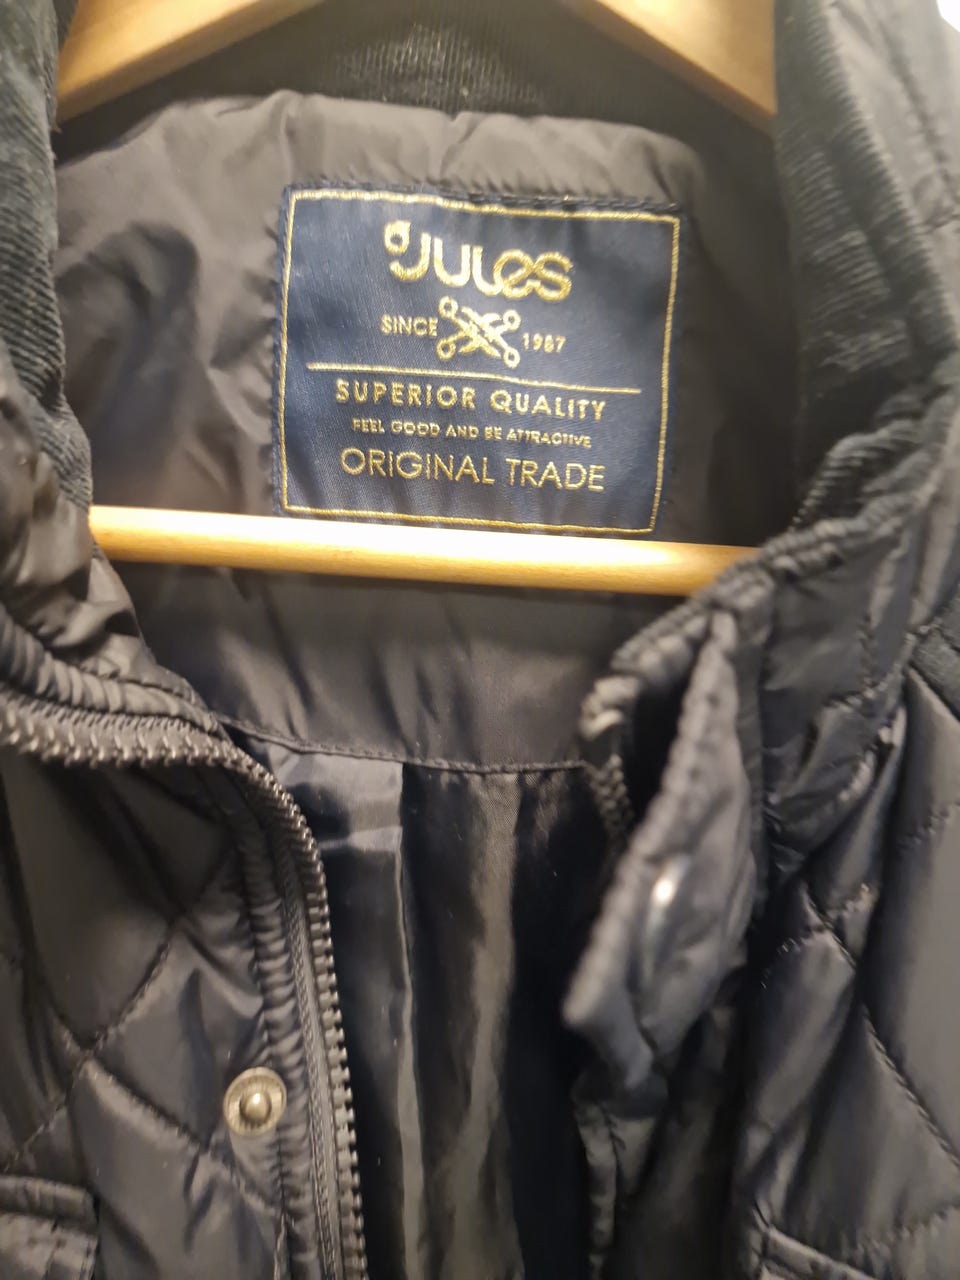 JULES
SINCE 1987
SUPERIOR QUALITY
FEEL GOOD AND BE ATTRACTIVE
ORIGINAL TRADE